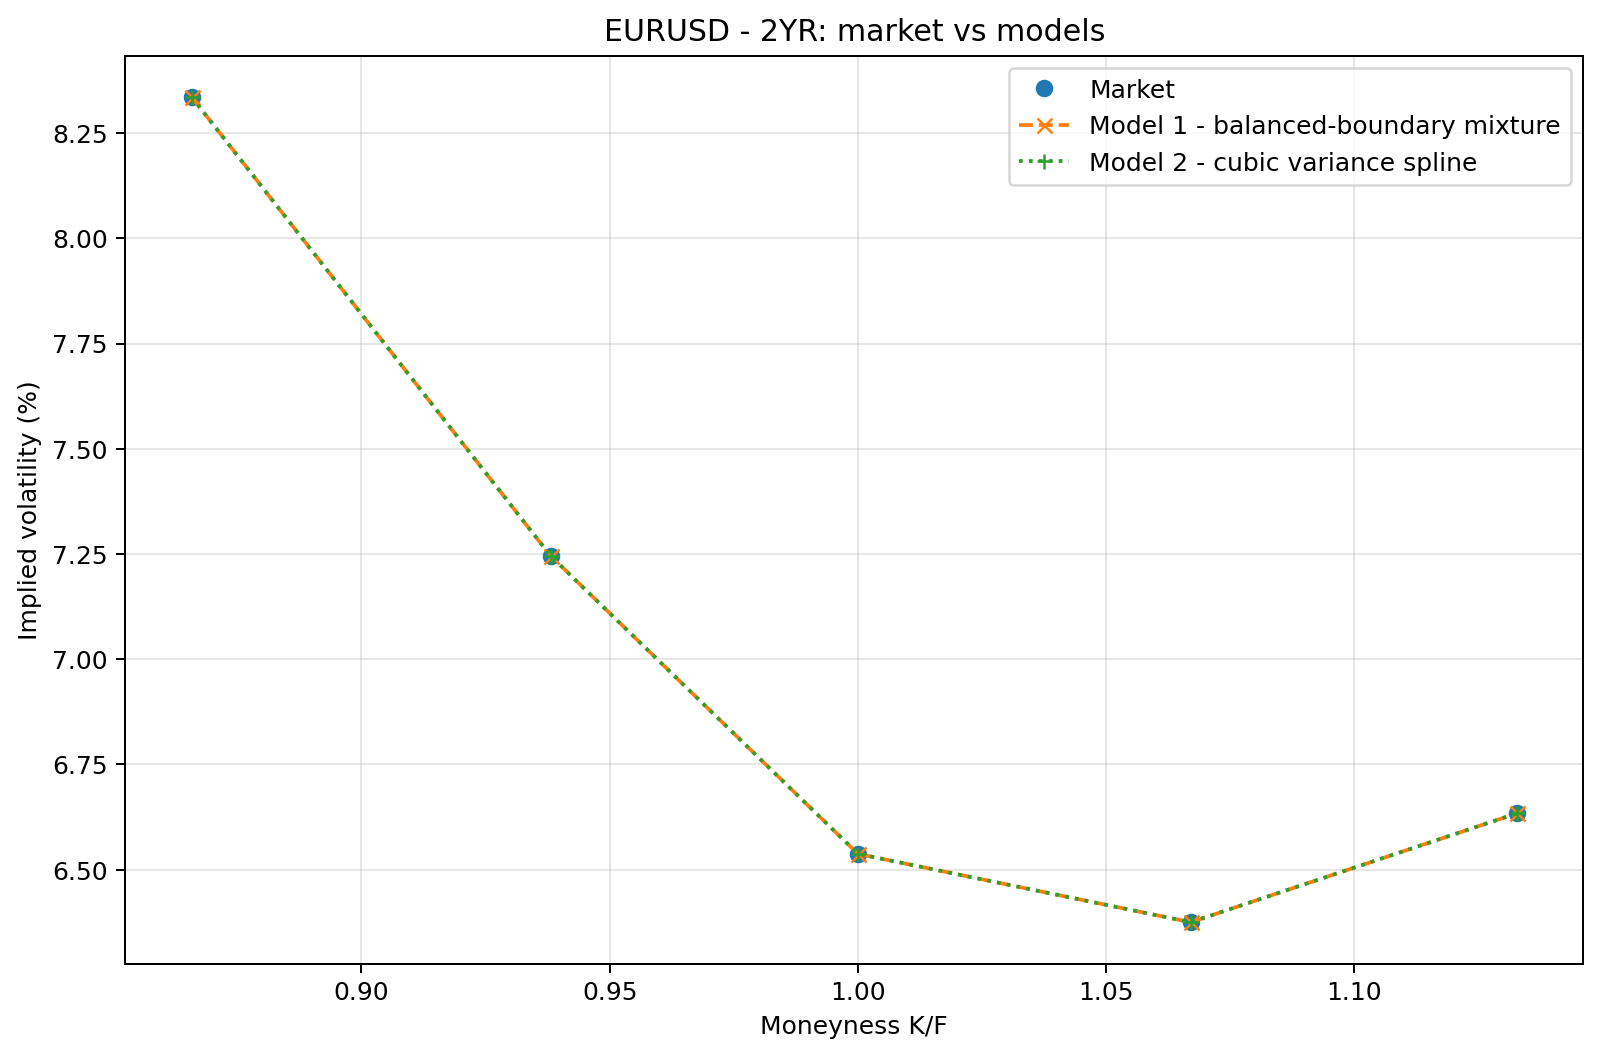 EURUSD - 2YR: market vs models
Market
Model 1 - balanced-boundary mixture
Model 2 - cubic variance spline
8.25
8.00
7.75
7.50
7.25
7.00
6.75
6.50
Implied volatility (%)
0.90
0.95
1.00
1.05
1.10
Moneyness K/F